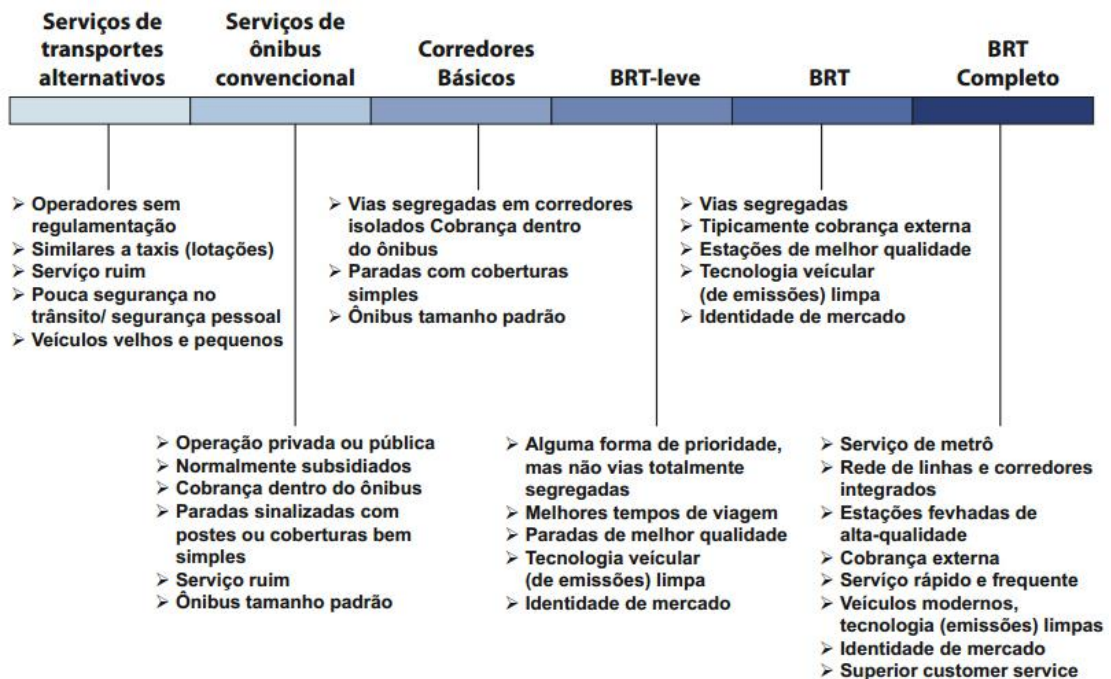 Serviços de
transportes
alternativos
Serviços de
ônibus
convencional
Corredores
Básicos
BRT-leve
BRT
BRT
Completo
➢ Operadores sem
regulamentação
➢ Similares a taxis (lotações)
➢ Serviço ruim
➢ Pouca segurança no
trânsito/ segurança pessoal
➢ Veículos velhos e pequenos
➢ Vias segregadas em corredores
isolados Cobrança dentro
do ônibus
➢ Paradas com coberturas
simples
➢ Ônibus tamanho padrão
➢ Vias segregadas
➢ Tipicamente cobrança externa
➢ Estações de melhor qualidade
➢ Tecnologia veícular
(de emissões) limpa
➢ Identidade de mercado
➢ Operação privada ou pública
➢ Normalmente subsidiados
➢ Cobrança dentro do ônibus
➢ Paradas sinalizadas com
postes ou coberturas bem
simples
➢ Serviço ruim
➢ Ônibus tamanho padrão
➢ Alguma forma de prioridade,
mas não vias totalmente
segregadas
➢ Melhores tempos de viagem
➢ Paradas de melhor qualidade
➢ Tecnologia veícular
(de emissões) limpa
➢ Identidade de mercado
➢ Serviço de metrô
➢ Rede de linhas e corredores
integrados
➢ Estações fevhadas de
alta-qualidade
➢ Cobrança externa
➢ Serviço rápido e frequente
➢ Veículos modernos,
tecnologia (emissões) limpas
➢ Identidade de mercado
➢ Superior customer service